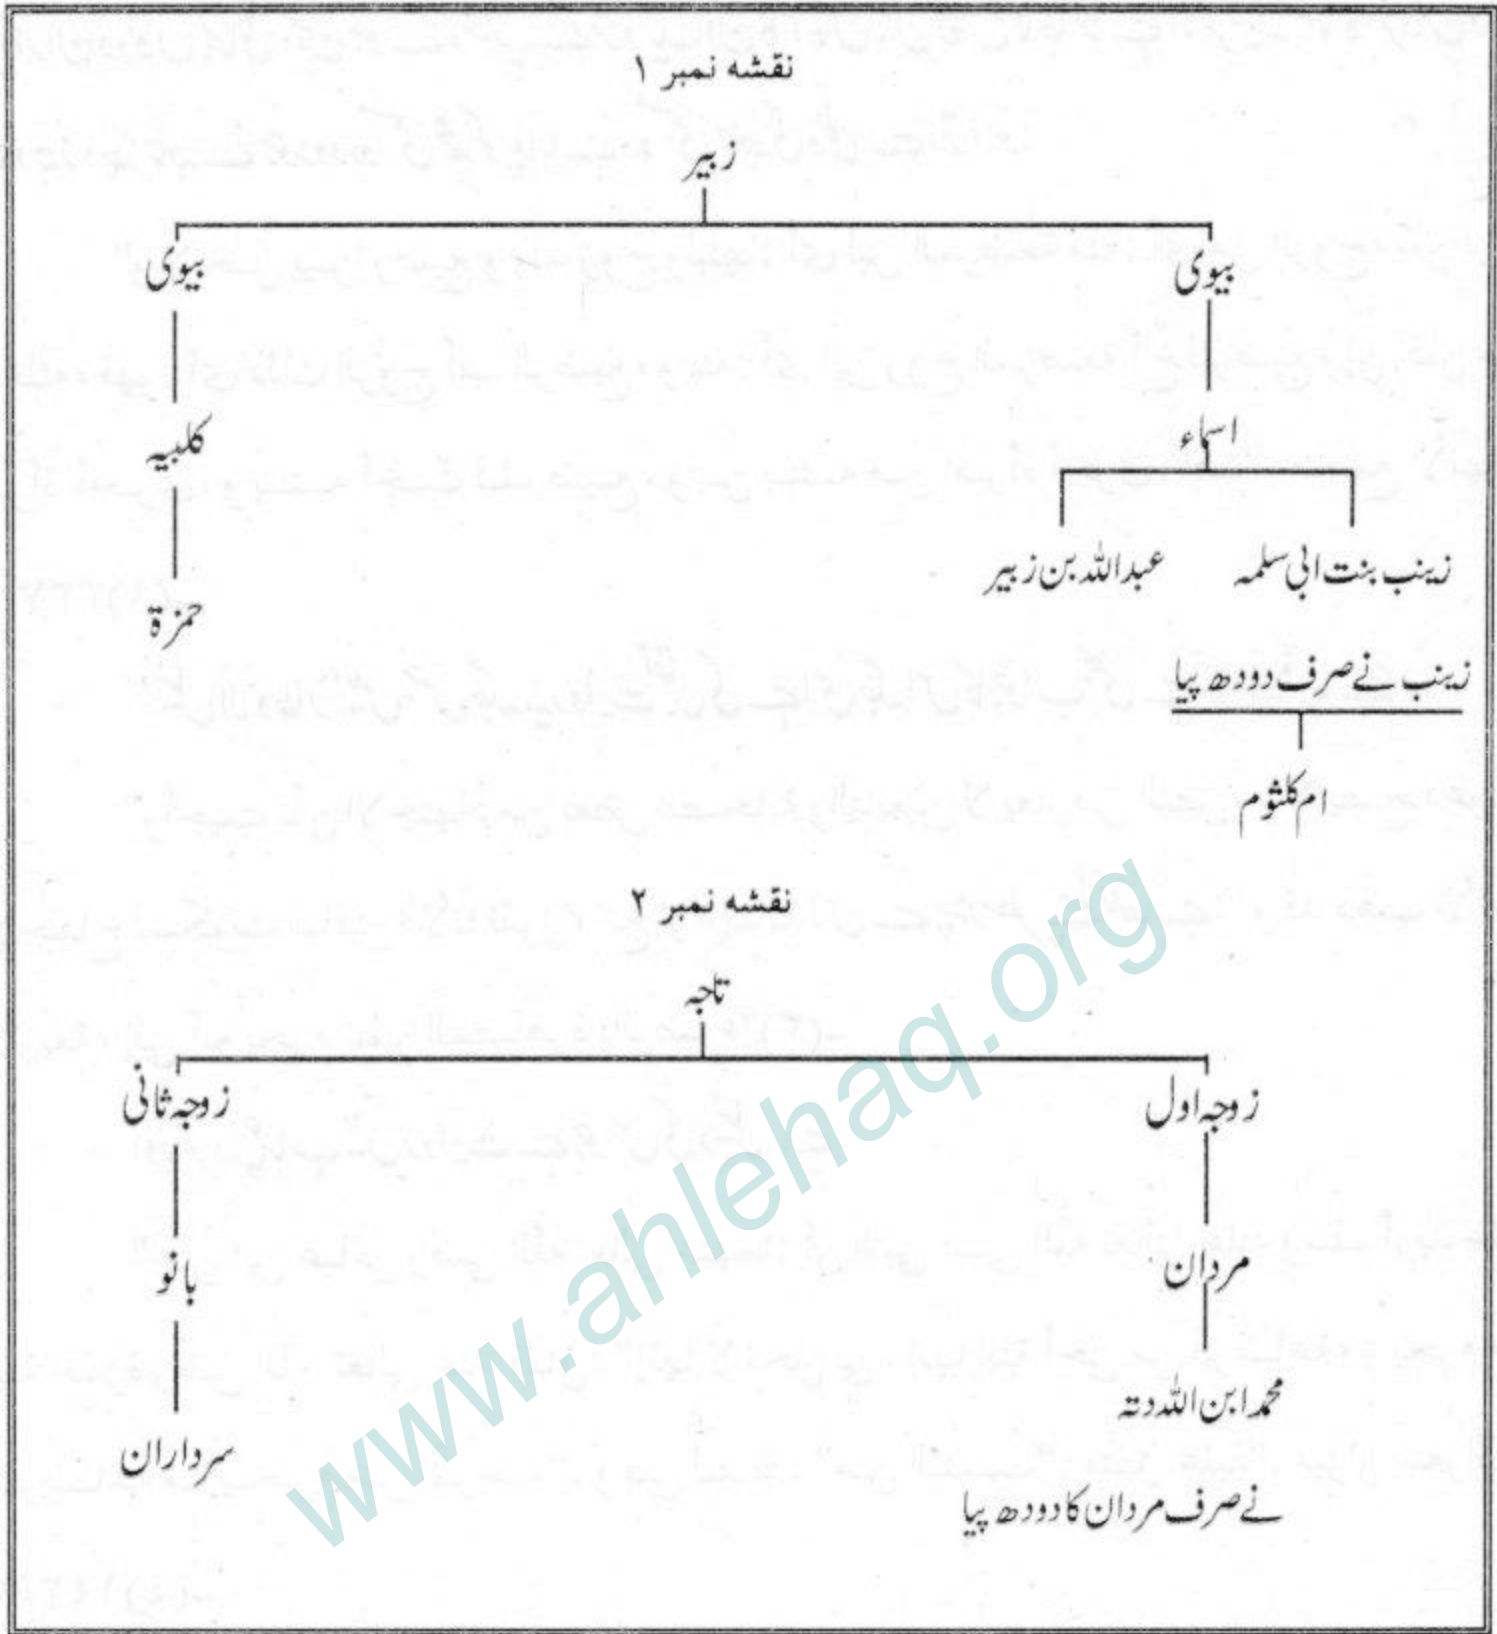 نقشہ نمبر ۱
زبیر
بیوی
بیوی
اسماء
کلبیہ
زینب بنت ابی سلمہ
عبداللہ بن زبیر
حمزۃ
زینب نے صرف دودھ پیا
ام کلثوم
نقشہ نمبر ۲
تاجہ
زوجہ اول
زوجہ ثانی
مردان
بانو
محمد ابن اللہ دتہ
سرداران
نے صرف مردان کا دودھ پیا
www.ahlehaq.org